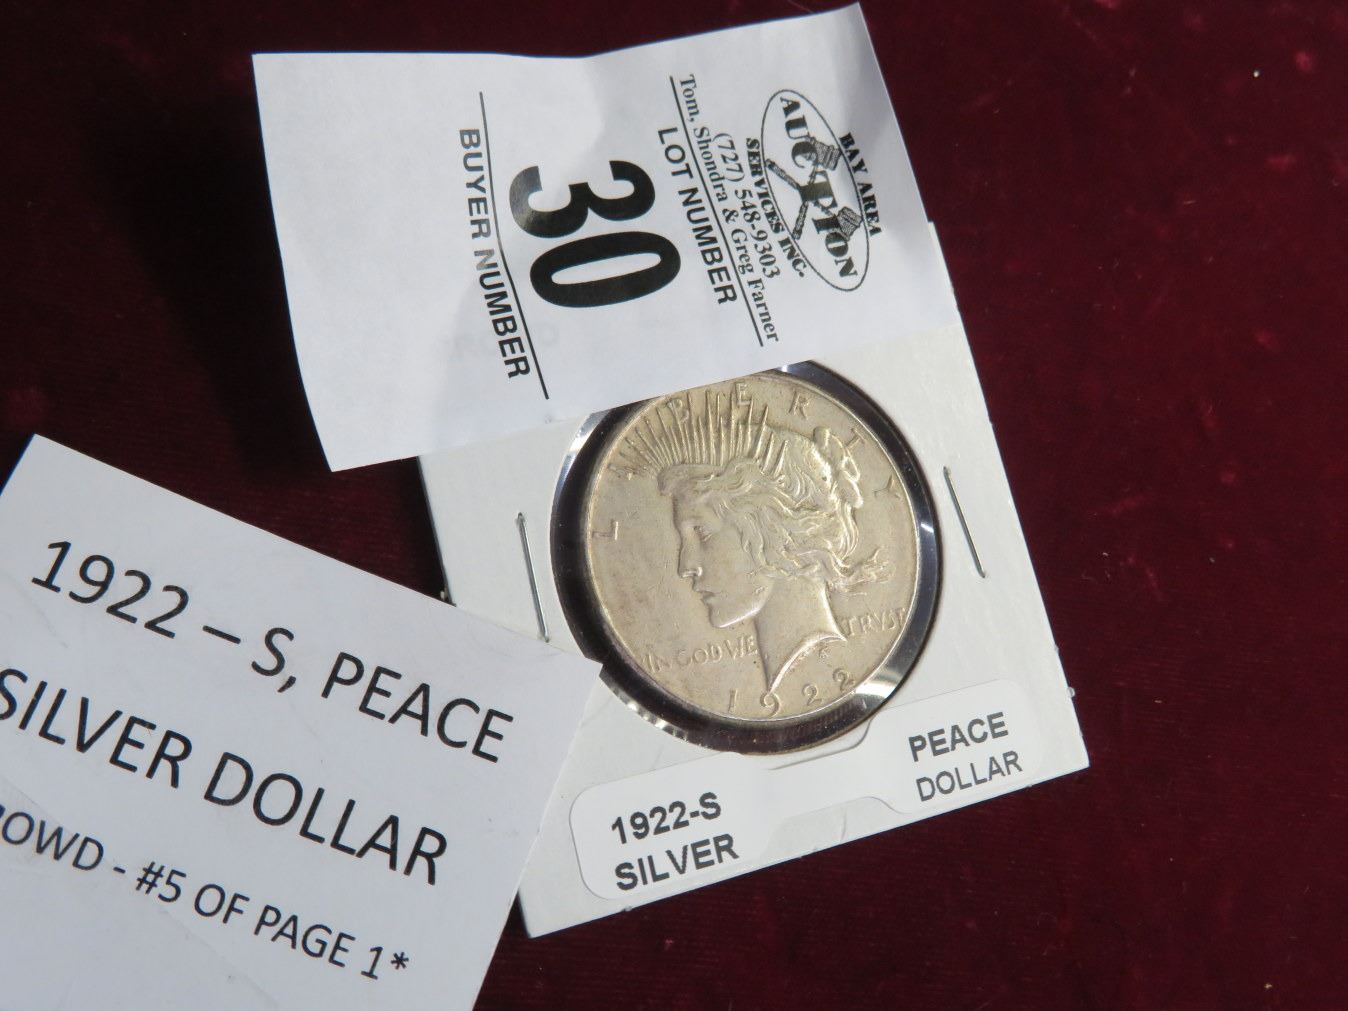 BAY AREA
AUCTION
SERVICES INC.
(727) 548-9303
Tom, Shondra & Greg Farner
LOT NUMBER
30
BUYER NUMBER
LIBERTY
IN GOD WE TRVST
1922
1922-S PEACE
SILVER DOLLAR
1922 – S, PEACE
SILVER DOLLAR
OWD - #5 OF PAGE 1*